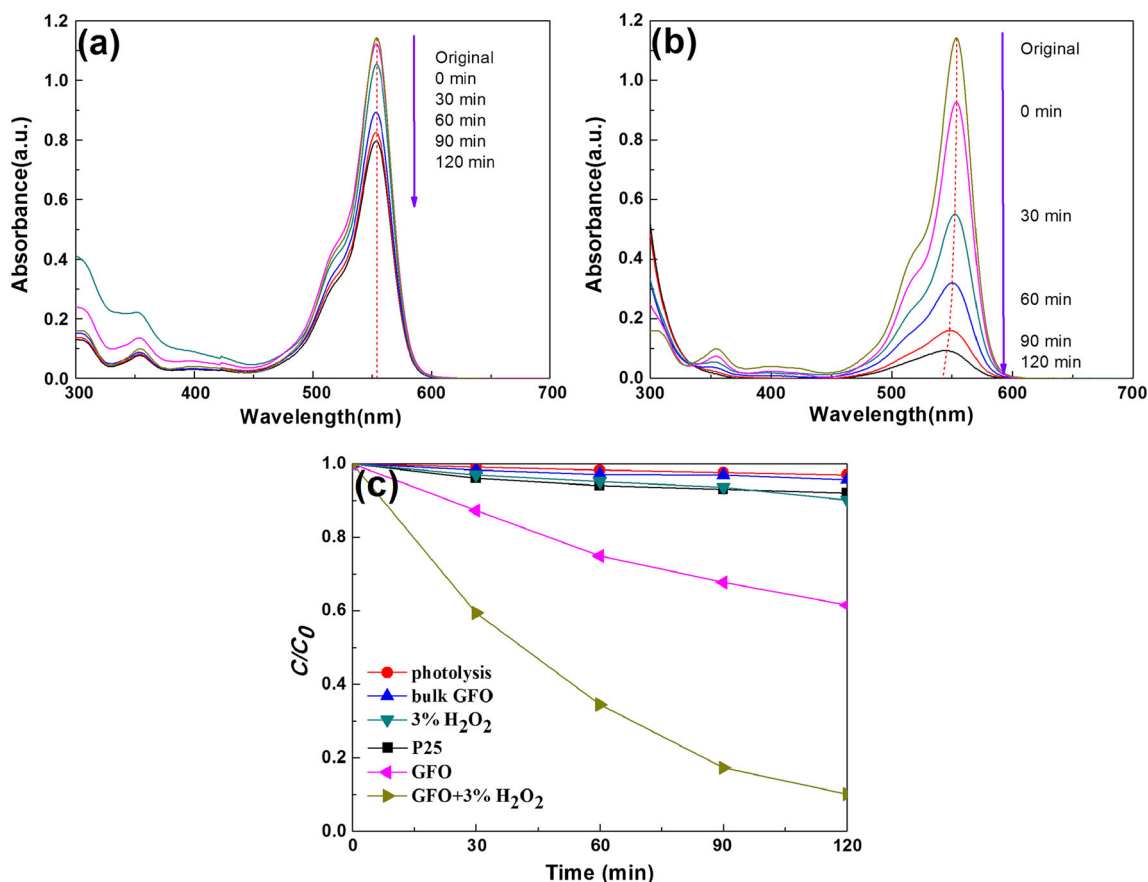 (a)
Absorbance(a.u.)
1.2
1.0
0.8
0.6
0.4
0.2
0.0
Original
0 min
30 min
60 min
90 min
120 min
300 400 500 600 700
Wavelength(nm)
(b)
Absorbance(a.u.)
1.2
1.0
0.8
0.6
0.4
0.2
0.0
Original
0 min
30 min
60 min
90 min
120 min
300 400 500 600 700
Wavelength(nm)
(c)
C/C0
1.0
0.8
0.6
0.4
0.2
0.0
photolysis
bulk GFO
3% H2O2
P25
GFO
GFO+3% H2O2
0 30 60 90 120
Time (min)